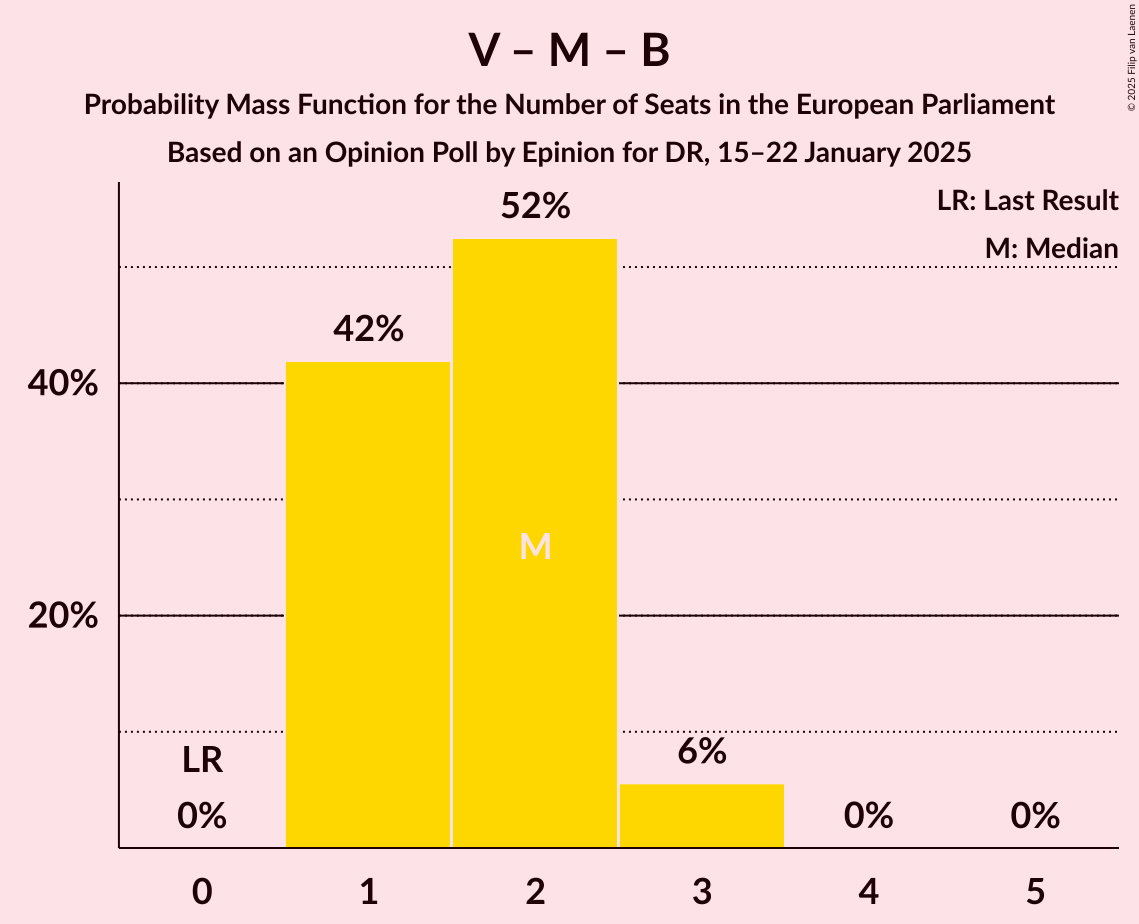 V – M – B
Probability Mass Function for the Number of Seats in the European Parliament
Based on an Opinion Poll by Epinion for DR, 15–22 January 2025
© 2025 Filip van Laenen
LR: Last Result
M: Median
52%
42%
40%
M
20%
LR
6%
0%
0%
0%
0
1
2
3
4
5